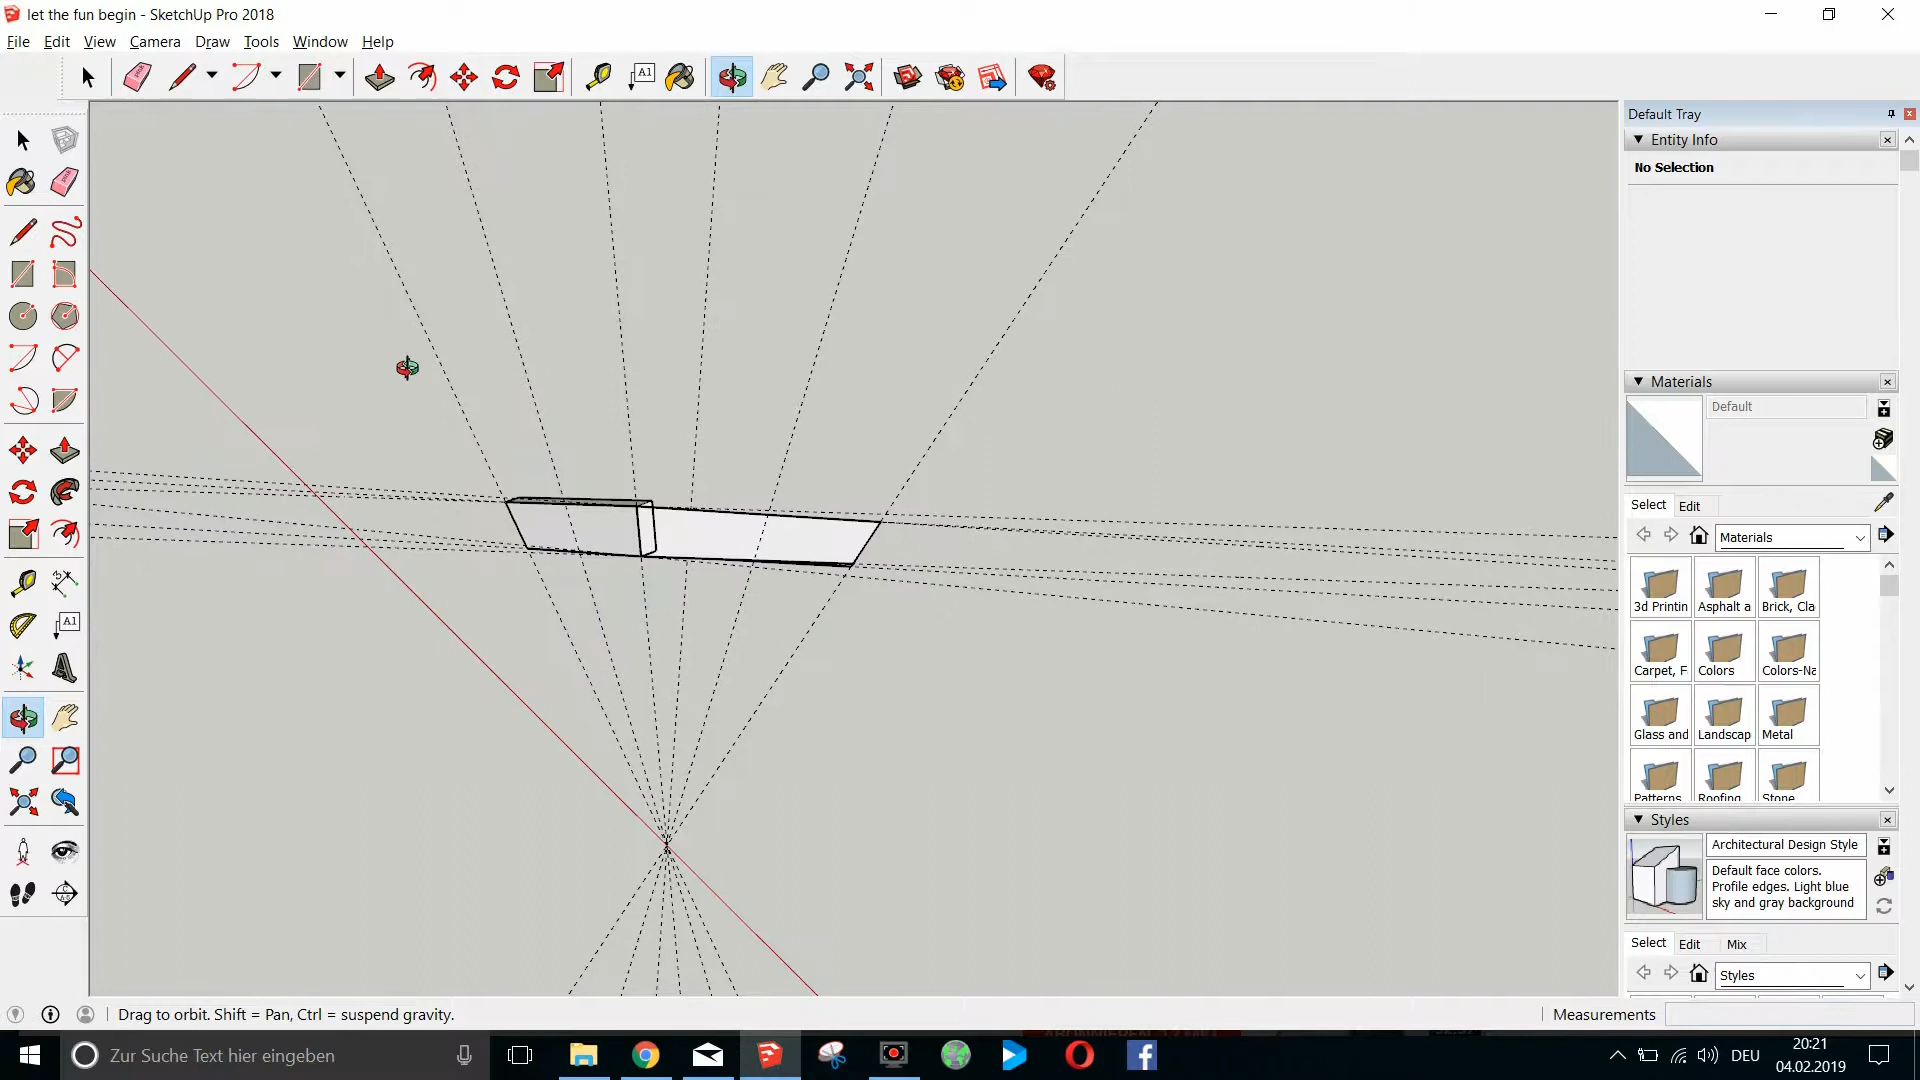 let the fun begin - SketchUp Pro 2018
File Edit View Camera Draw Tools Window Help
A1
Default Tray
Entity Info
No Selection
Materials
Default
A1
Select Edit
Materials
3d Printin Asphalt a Brick, Cla
Carpet, F Colors Colors-Na
Glass and Landscap Metal
Patterns Roofing Stone
Styles
Architectural Design Style
Default face colors.
Profile edges. Light blue
sky and gray background
Select Edit Mix
Styles
Drag to orbit. Shift = Pan, Ctrl = suspend gravity.
Measurements
Zur Suche Text hier eingeben
DEU
20:21
04.02.2019